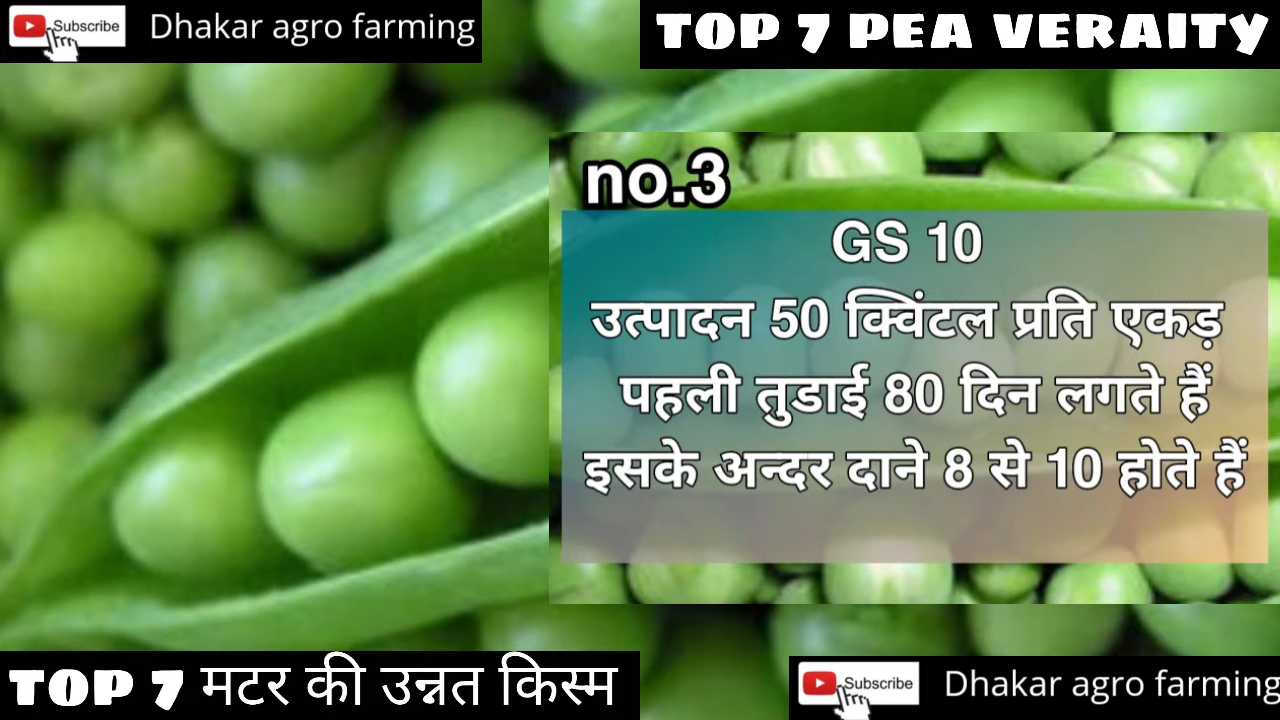 Subscribe Dhakar agro farming
TOP 7 PEA VERAITY
no.3
GS 10
उत्पादन 50 क्विंटल प्रति एकड़
पहली तुडाई 80 दिन लगते हैं
इसके अन्दर दाने 8 से 10 होते हैं
TOP 7 मटर की उन्नत किस्म
Subscribe Dhakar agro farming